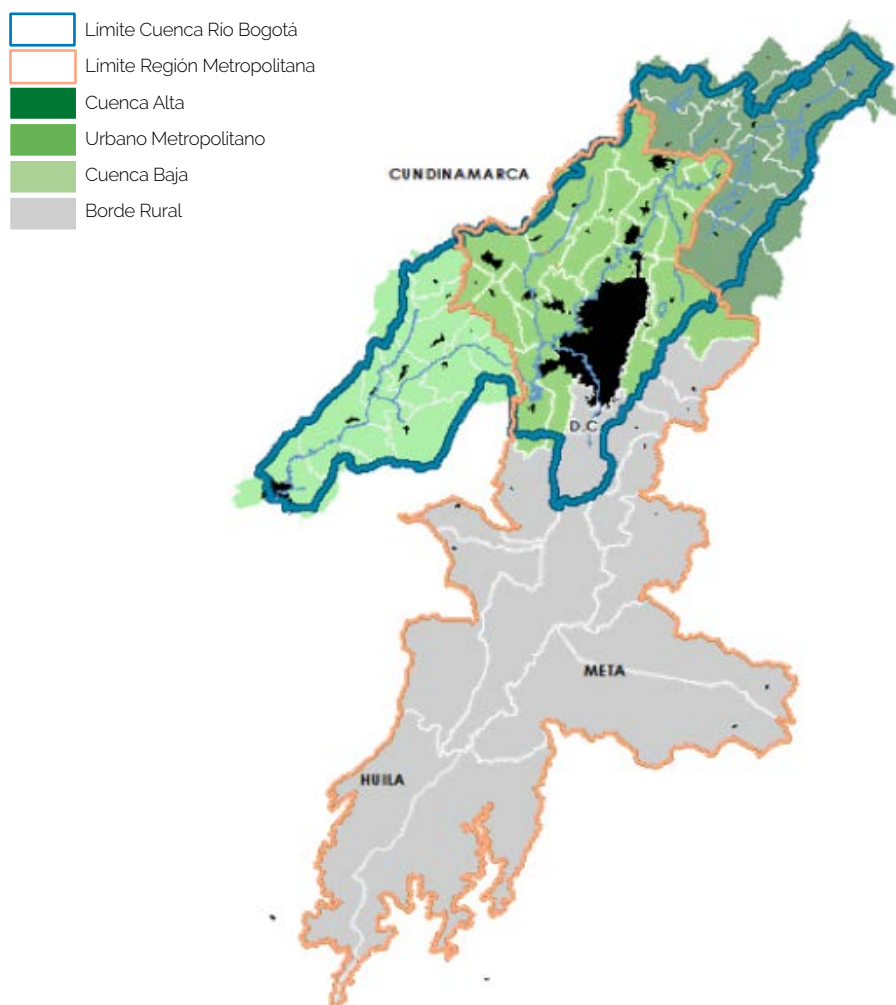 Límite Cuenca Río Bogotá
Límite Región Metropolitana
Cuenca Alta
Urbano Metropolitano
Cuenca Baja
Borde Rural
CUNDINAMARCA
D.C.
META
HUILA